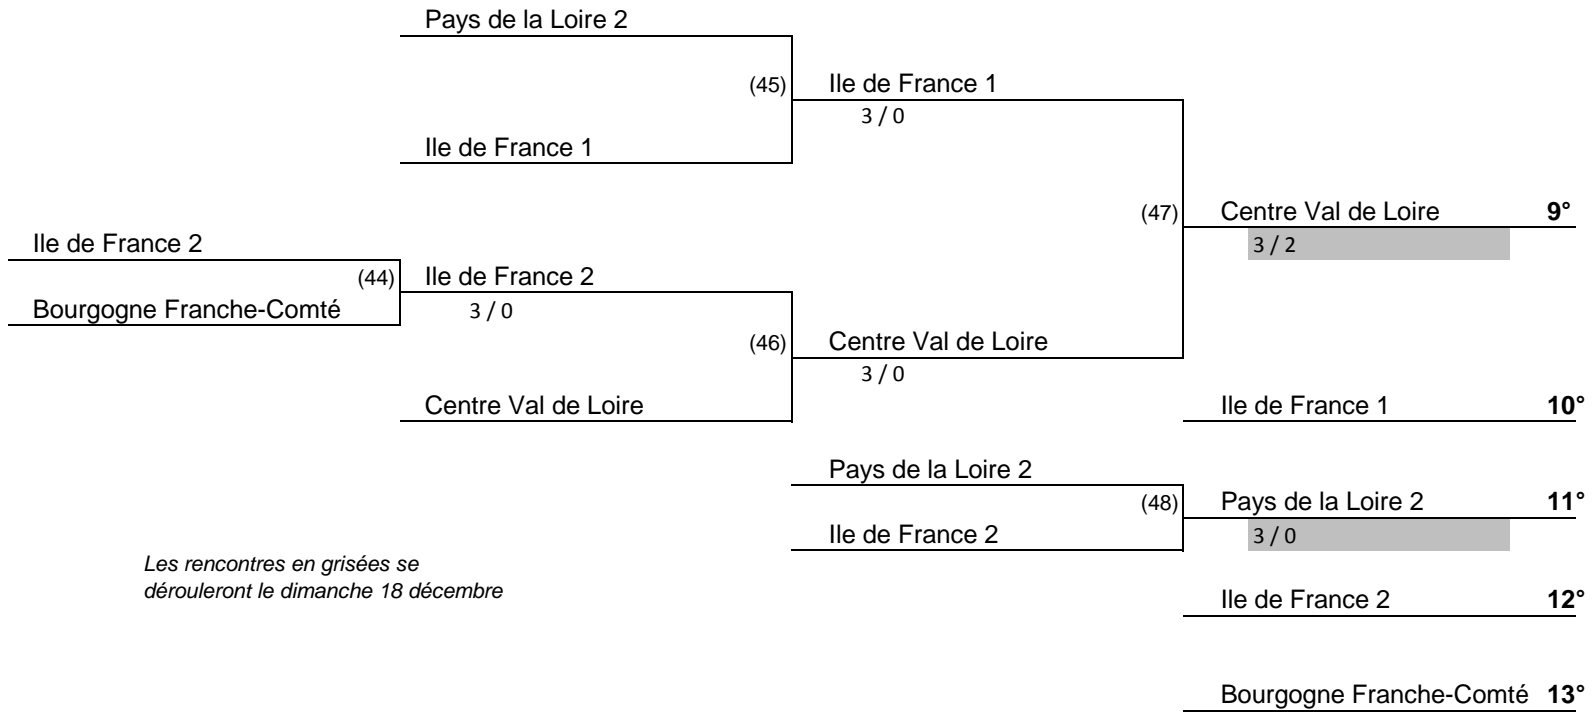 Pays de la Loire 2
(45) Ile de France 1
3 / 0
Ile de France 1
(47) Centre Val de Loire 9°
Ile de France 2
3 / 2
(44) Ile de France 2
Bourgogne Franche-Comté
3 / 0
(46) Centre Val de Loire
3 / 0
Centre Val de Loire
Ile de France 1 10°
Pays de la Loire 2
(48) Pays de la Loire 2 11°
Ile de France 2
3 / 0
Les rencontres en grisées se
dérouleront le dimanche 18 décembre
Ile de France 2 12°
Bourgogne Franche-Comté 13°